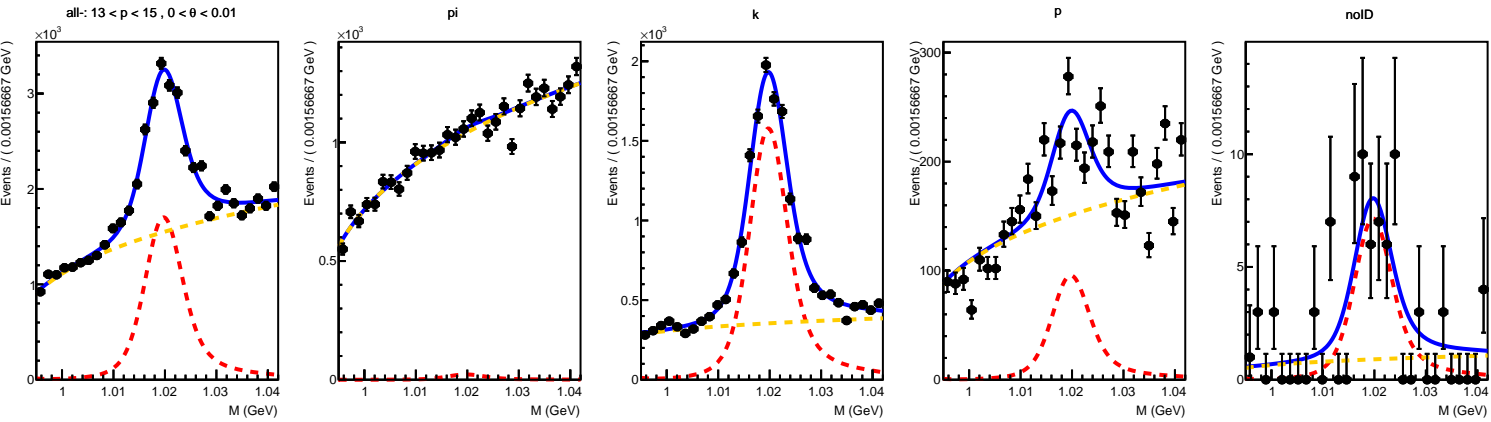 all-: 13 < p < 15 , 0 < θ < 0.01
×10³
Events / ( 0.00156667 GeV )
3
2
1
0
1 1.01 1.02 1.03 1.04
M (GeV)
pi
×10³
Events / ( 0.00156667 GeV )
1
0.5
0
1 1.01 1.02 1.03 1.04
M (GeV)
k
×10³
Events / ( 0.00156667 GeV )
2
1.5
1
0.5
0
1 1.01 1.02 1.03 1.04
M (GeV)
p
Events / ( 0.00156667 GeV )
300
200
100
0
1 1.01 1.02 1.03 1.04
M (GeV)
noID
Events / ( 0.00156667 GeV )
10
5
0
1 1.01 1.02 1.03 1.04
M (GeV)